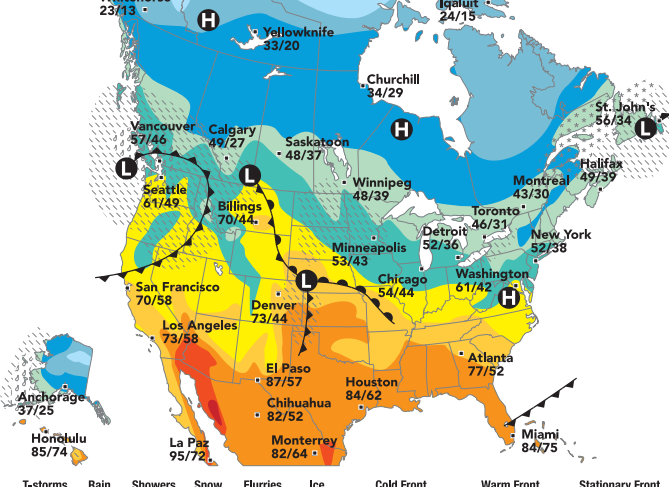 23/13
Iqaluit
24/15
H
Yellowknife
33/20
Churchill
34/29
H
St. John's
56/34
L
Vancouver
57/46
Calgary
49/27
Saskatoon
48/37
L
L
Halifax
49/39
Winnipeg
48/39
Montreal
43/30
Seattle
61/49
Billings
70/44
Toronto
46/31
Detroit
52/36
New York
52/38
Minneapolis
53/43
Chicago
54/44
Washington
61/42
H
L
San Francisco
70/58
Denver
73/44
Los Angeles
73/58
Atlanta
77/52
El Paso
87/57
Houston
84/62
Chihuahua
82/52
Anchorage
37/25
Honolulu
85/74
La Paz
95/72
Monterrey
82/64
Miami
84/75
T-storms Rain Showers Snow Flurries Ice Cold Front Warm Front Stationary Front